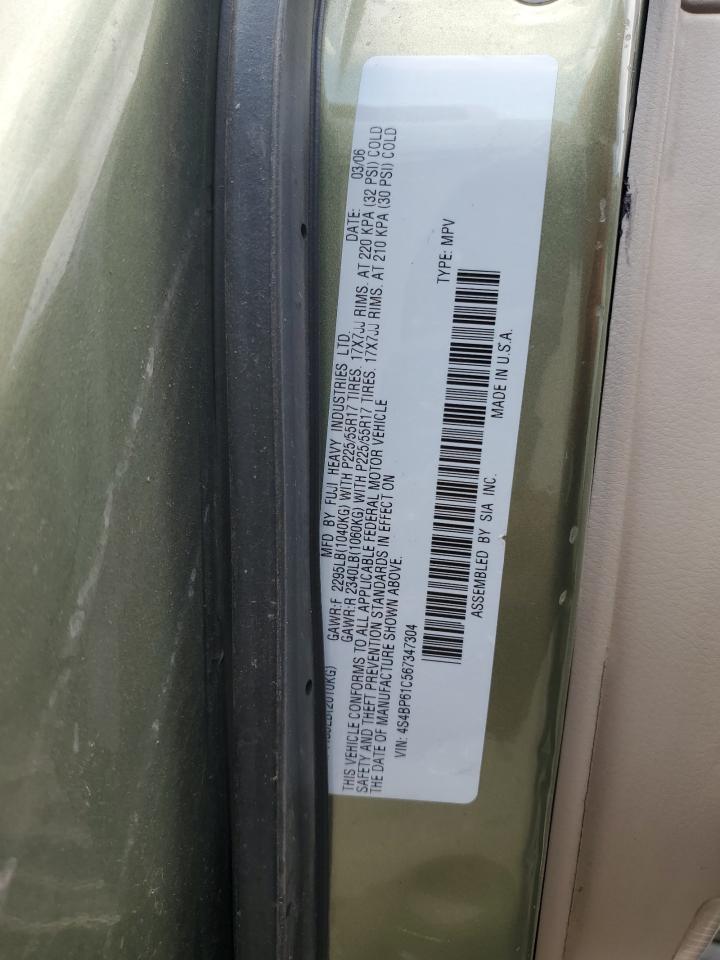 MFD BY FUJI HEAVY INDUSTRIES LTD. DATE: 03/06
GAWR:F 2295LB(1040KG) WITH P225/55R17 TIRES. 17X7JJ RIMS. AT 220 KPA (32 PSI) COLD
(2010KG) GAWR:R 2340LB(1060KG) WITH P225/55R17 TIRES. 17X7JJ RIMS. AT 210 KPA (30 PSI) COLD
THIS VEHICLE CONFORMS TO ALL APPLICABLE FEDERAL MOTOR VEHICLE
SAFETY AND THEFT PREVENTION STANDARDS IN EFFECT ON
THE DATE OF MANUFACTURE SHOWN ABOVE.
VIN: 4S4BP61C567347304 TYPE: MPV
ASSEMBLED BY SIA INC. MADE IN U.S.A.